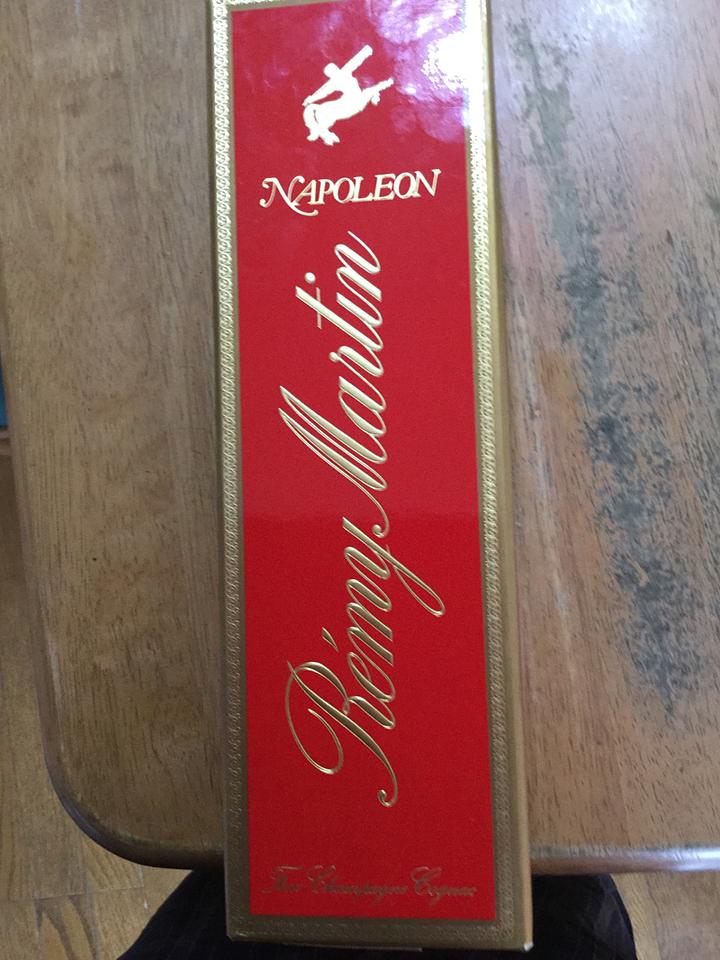 NAPOLEON
Rémy Martin
Fine Champagne Cognac